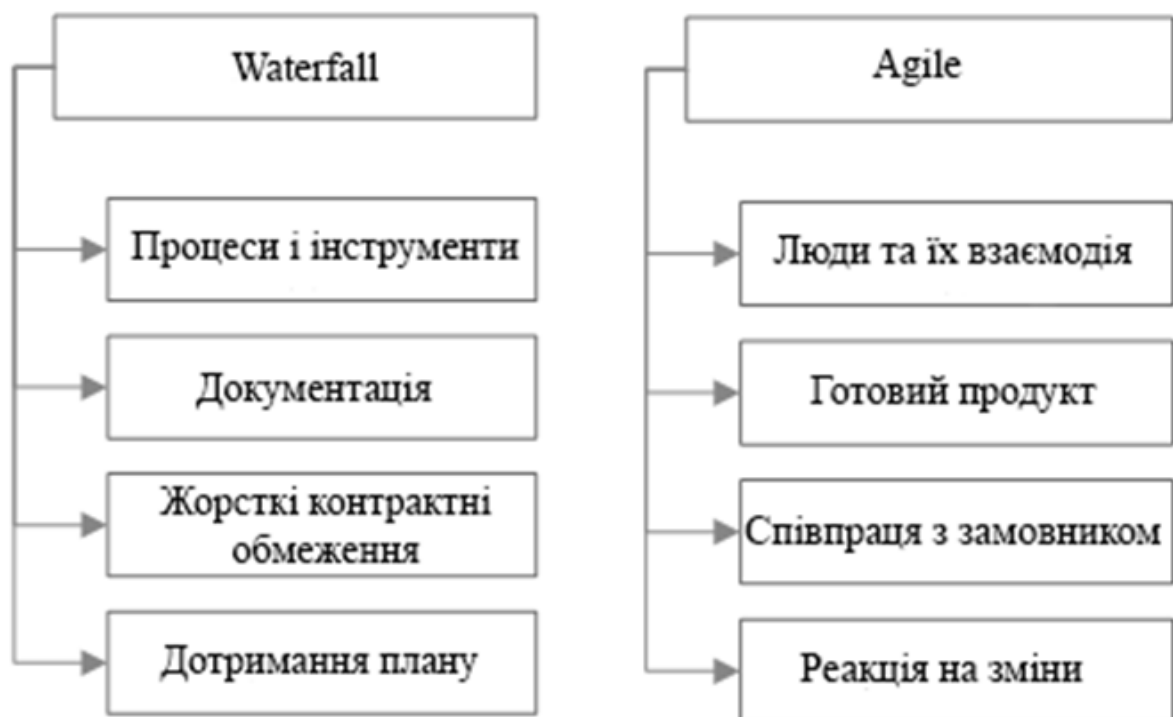 Waterfall
Процеси і інструменти
Документація
Жорсткі контрактні
обмеження
Дотримання плану
Agile
Люди та їх взаємодія
Готовий продукт
Співпраця з замовником
Реакція на зміни